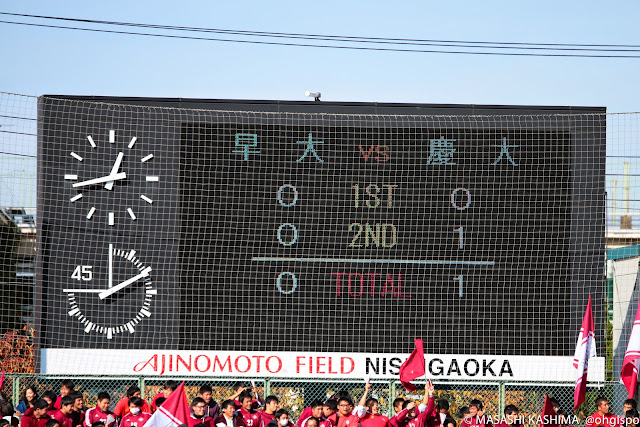 早大 VS 慶大
0 1ST 0
0 2ND 1
0 TOTAL 1
45
AJINOMOTO FIELD NISHIGAOKA
© MASASHI KASHIMA @ohgispo